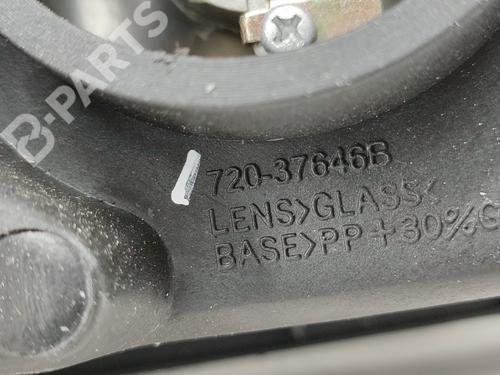 B-PARTS
720-37646B
LENS>GLASS<
BASE>PP+30%G